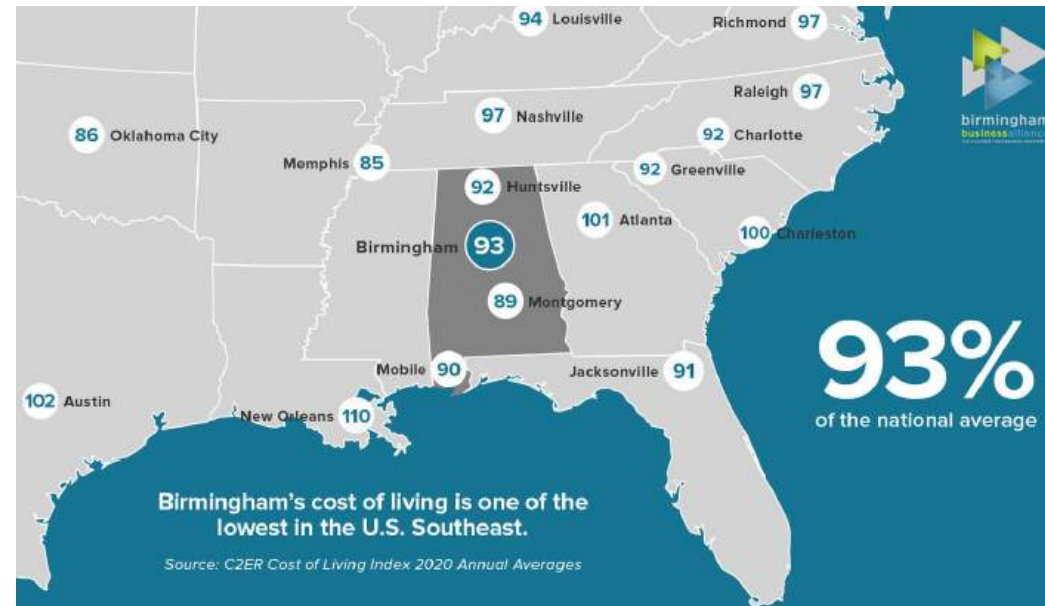 94 Louisville
Richmond 97
Raleigh 97
birmingham
businessalliance
86 Oklahoma City
97 Nashville
92 Charlotte
Memphis 85
92 Greenville
92 Huntsville
101 Atlanta
100 Charleston
Birmingham 93
89 Montgomery
Mobile 90
Jacksonville 91
93%
of the national average
102 Austin
New Orleans 110
Birmingham's cost of living is one of the
lowest in the U.S. Southeast.
Source: C2ER Cost of Living Index 2020 Annual Averages